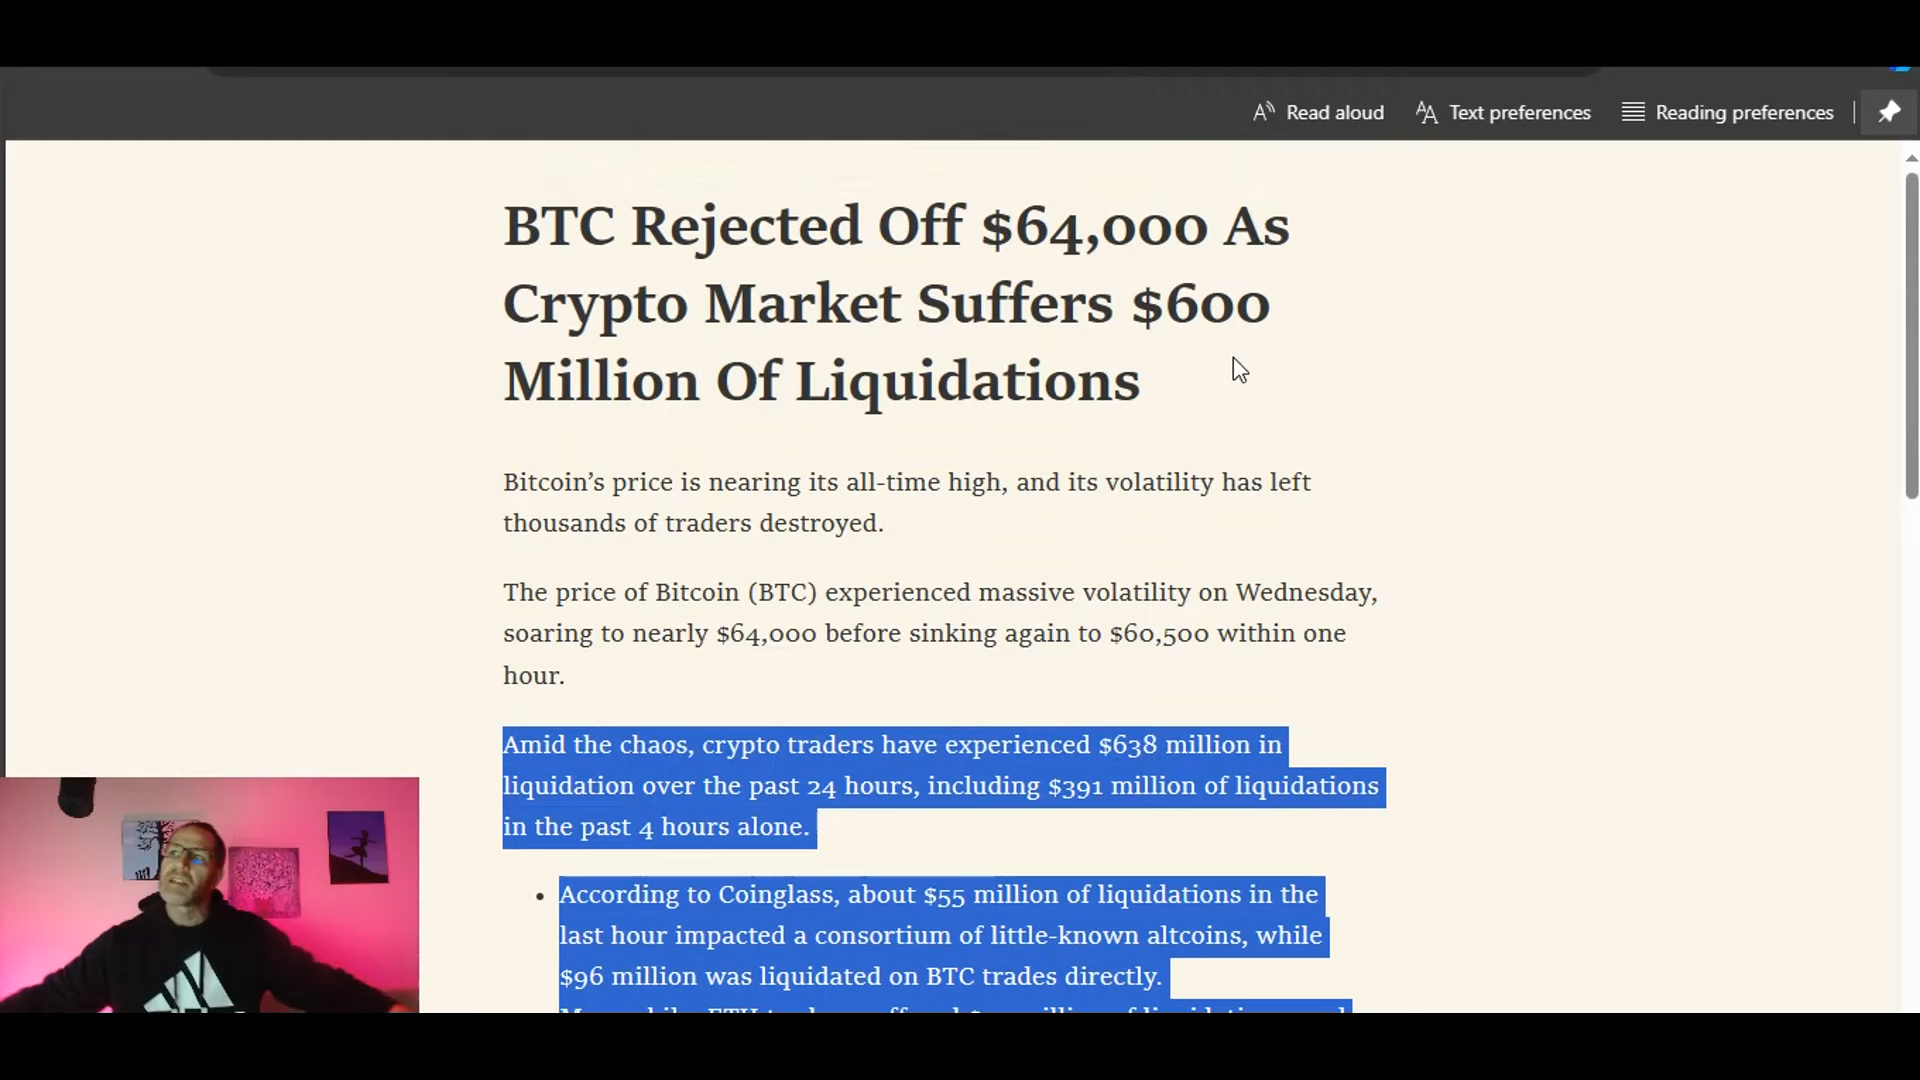 Read aloud
Text preferences
Reading preferences
BTC Rejected Off $64,000 As
Crypto Market Suffers $600
Million Of Liquidations
Bitcoin’s price is nearing its all-time high, and its volatility has left
thousands of traders destroyed.
The price of Bitcoin (BTC) experienced massive volatility on Wednesday,
soaring to nearly $64,000 before sinking again to $60,500 within one
hour.
Amid the chaos, crypto traders have experienced $638 million in
liquidation over the past 24 hours, including $391 million of liquidations
in the past 4 hours alone.
• According to Coinglass, about $55 million of liquidations in the
last hour impacted a consortium of little-known altcoins, while
$96 million was liquidated on BTC trades directly.